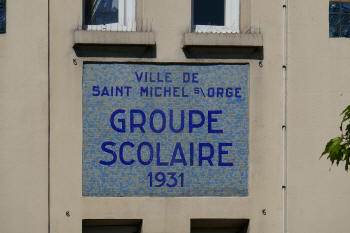 VILLE DE
SAINT MICHEL S/ORGE
GROUPE
SCOLAIRE
1931